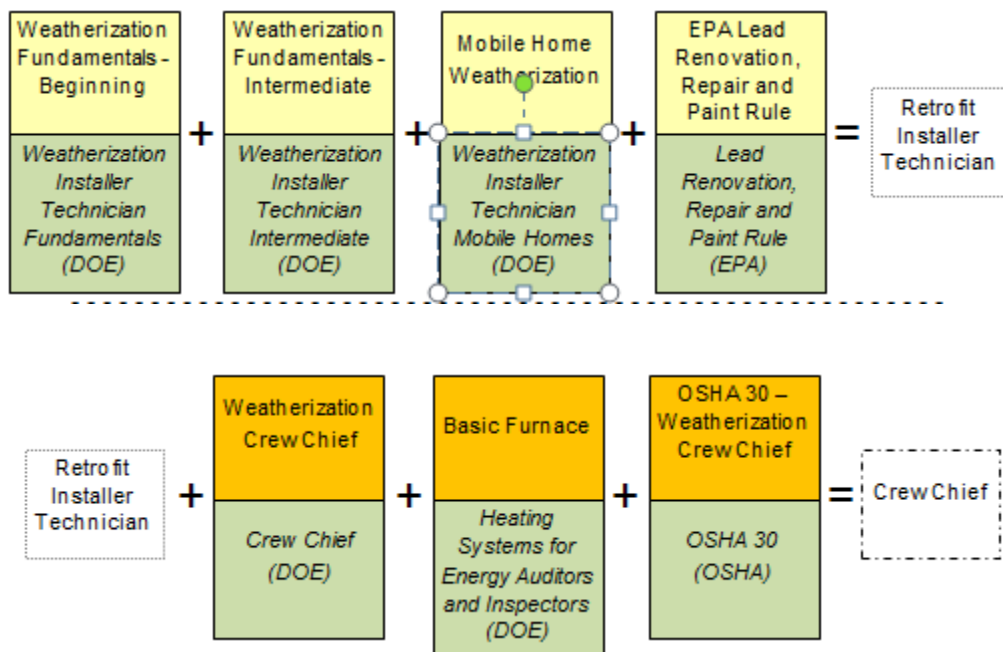 Weatherization
Fundamentals -
Beginning
Weatherization
Fundamentals -
Intermediate
Mobile Home
Weatherization
EPA Lead
Renovation,
Repair and
Paint Rule
+
+
+
=
Weatherization
Installer
Technician
Fundamentals
(DOE)
Weatherization
Installer
Technician
Intermediate
(DOE)
Weatherization
Installer
Technician
Mobile Homes
(DOE)
Lead
Renovation,
Repair and
Paint Rule
(EPA)
Retrofit
Installer
Technician
Retrofit
Installer
Technician
+
Weatherization
Crew Chief
Crew Chief
(DOE)
+
Basic Furnace
Heating
Systems for
Energy Auditors
and Inspectors
(DOE)
+
OSHA 30 –
Weatherization
Crew Chief
OSHA 30
(OSHA)
=
Crew Chief